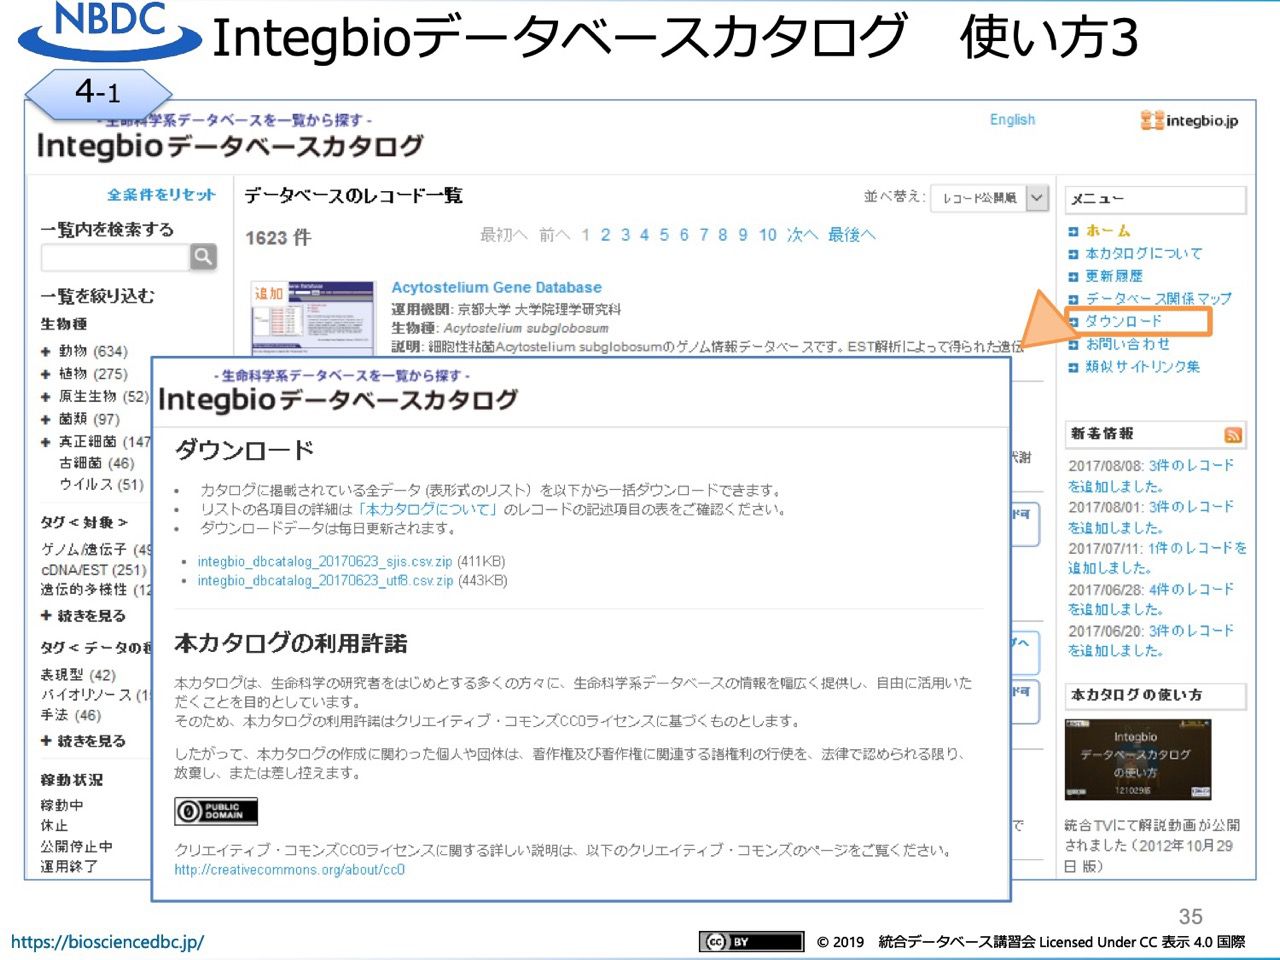 NBDC
Integbioデータベースカタログ 使い方3
4-1
- 生命科学系データベースを一覧から探す -
Integbioデータベースカタログ
English
integbio.jp
全条件をリセット
一覧内を検索する
一覧を絞り込む
生物種
+ 動物 (634)
+ 植物 (275)
+ 原生生物 (52)
+ 菌類 (97)
+ 真正細菌 (147
古細菌 (46)
ウイルス (51)
タグ < 対象 >
ゲノム/遺伝子 (49
cDNA/EST (251)
遺伝的多様性 (12
+ 続きを見る
タグ < データの種
表現型 (42)
バイオリソース (1
手法 (46)
+ 続きを見る
稼動状況
稼動中
休止
公開停止中
運用終了
データベースのレコード一覧
並べ替え: レコード公開順
1623 件
最初へ 前へ 1 2 3 4 5 6 7 8 9 10 次へ 最後へ
追加
Acytostelium Gene Database
運用機関: 京都大学 大学院理学研究科
生物種: Acytostelium subglobosum
説明: 細胞性粘菌Acytostelium subglobosumのゲノム情報データベースです。EST解析によって得られた遺伝
代謝
ド可
プへ
ド可
で
- 生命科学系データベースを一覧から探す -
Integbioデータベースカタログ
ダウンロード
• カタログに掲載されている全データ (表形式のリスト) を以下から一括ダウンロードできます。
• リストの各項目の詳細は「本カタログについて」のレコードの記述項目の表をご確認ください。
• ダウンロードデータは毎日更新されます。
• integbio_dbcatalog_20170623_sjis.csv.zip (411KB)
• integbio_dbcatalog_20170623_utf8.csv.zip (443KB)
本カタログの利用許諾
本カタログは、生命科学の研究者をはじめとする多くの方々に、生命科学系データベースの情報を幅広く提供し、自由に活用いた
だくことを目的としています。
そのため、本カタログの利用許諾はクリエイティブ・コモンズCC0ライセンスに基づくものとします。
したがって、本カタログの作成に関わった個人や団体は、著作権及び著作権に関連する諸権利の行使を、法律で認められる限り、
放棄し、または差し控えます。
PUBLIC
DOMAIN
クリエイティブ・コモンズCC0ライセンスに関する詳しい説明は、以下のクリエイティブ・コモンズのページをご覧ください。
http://creativecommons.org/about/cc0
メニュー
ホーム
本カタログについて
更新履歴
データベース関係マップ
ダウンロード
お問い合わせ
類似サイトリンク集
新着情報
2017/08/08: 3件のレコード
を追加しました。
2017/08/01: 3件のレコード
を追加しました。
2017/07/11: 1件のレコードを
追加しました。
2017/06/28: 4件のレコード
を追加しました。
2017/06/20: 3件のレコード
を追加しました。
本カタログの使い方
Integbio
データベースカタログ
の使い方
121029版
統合TVにて解説動画が公開
されました (2012年10月29
日 版)
35
https://biosciencedbc.jp/
cc BY
© 2019 統合データベース講習会 Licensed Under CC 表示 4.0 国際